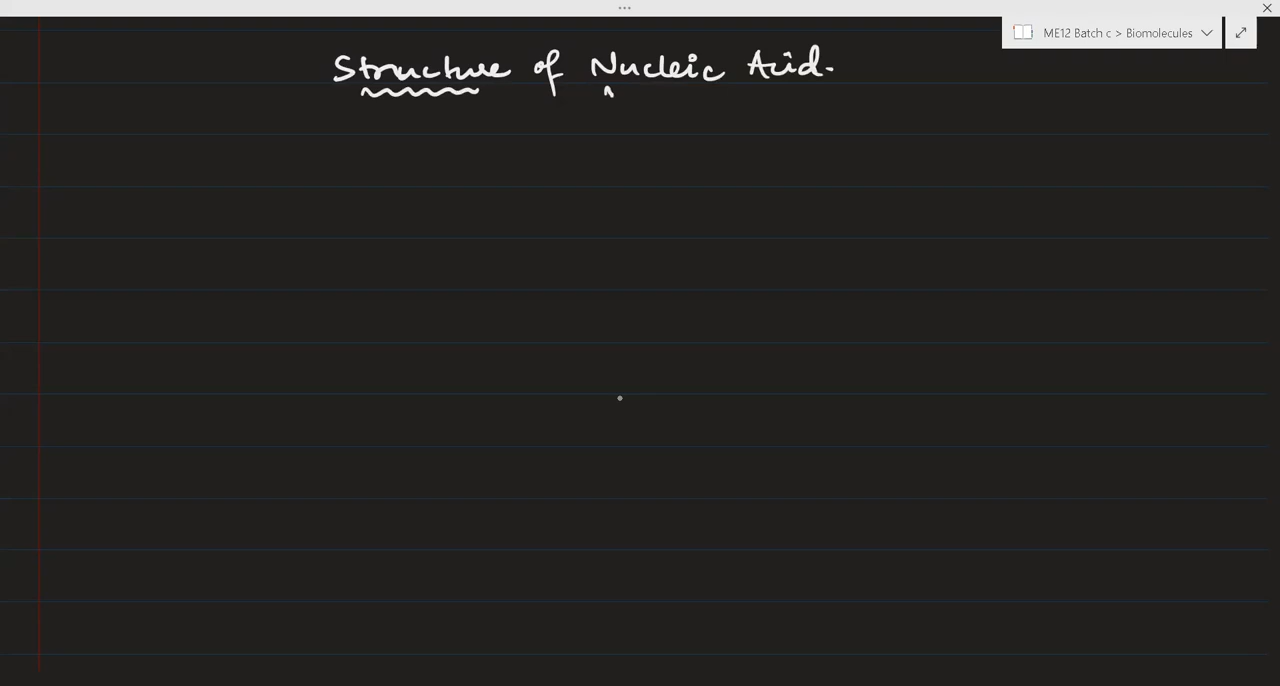 ME12 Batch c > Biomolecules
Structure of Nucleic Acid.